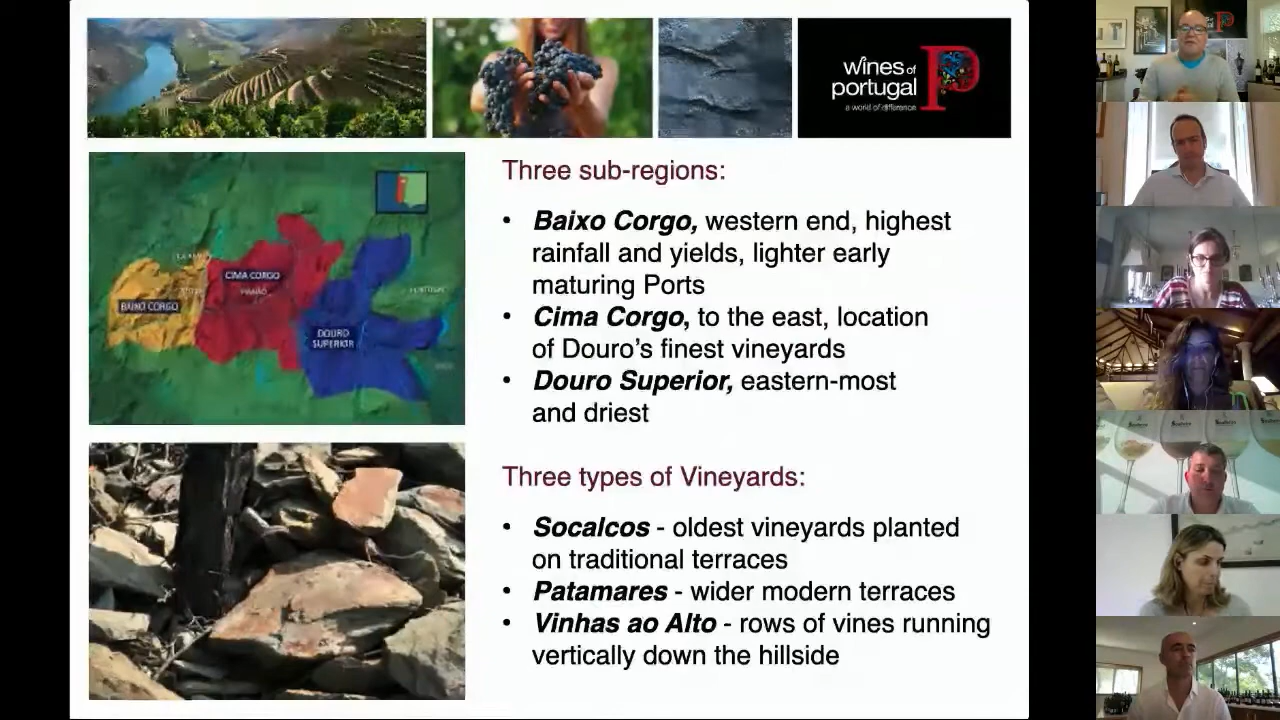 wines of
portugal
a world of difference
Three sub-regions:
• Baixo Corgo, western end, highest
rainfall and yields, lighter early
maturing Ports
• Cima Corgo, to the east, location
of Douro's finest vineyards
• Douro Superior, eastern-most
and driest
CIMA CORGO
BAIXO CORGO
DOURO
SUPERIOR
Three types of Vineyards:
• Socalcos - oldest vineyards planted
on traditional terraces
• Patamares - wider modern terraces
• Vinhas ao Alto - rows of vines running
vertically down the hillside